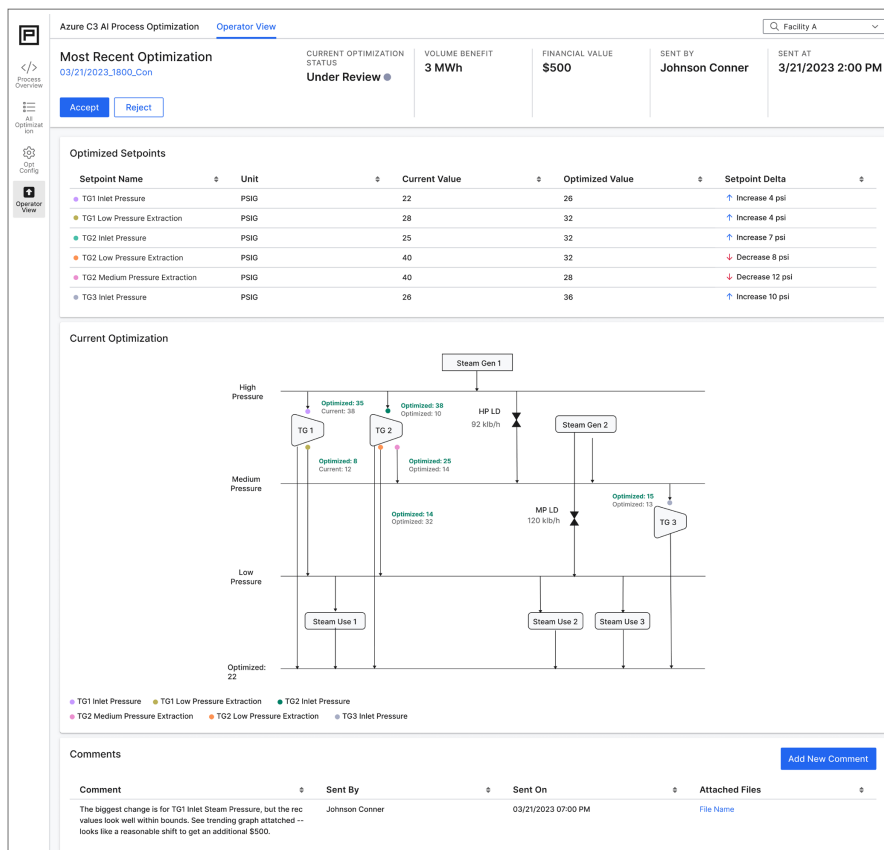 Azure C3 AI Process Optimization
Operator View
Facility A
Process
Overview
All
Optimizat
ion
Opt
Config
Operator
View
Most Recent Optimization
03/21/2023_1800_Con
Accept
Reject
CURRENT OPTIMIZATION
STATUS
Under Review
VOLUME BENEFIT
3 MWh
FINANCIAL VALUE
$500
SENT BY
Johnson Conner
SENT AT
3/21/2023 2:00 PM
Optimized Setpoints
Setpoint Name Unit Current Value Optimized Value Setpoint Delta
TG1 Inlet Pressure PSIG 22 26 ↑ Increase 4 psi
TG1 Low Pressure Extraction PSIG 28 32 ↑ Increase 4 psi
TG2 Inlet Pressure PSIG 25 32 ↑ Increase 7 psi
TG2 Low Pressure Extraction PSIG 40 32 ↓ Decrease 8 psi
TG2 Medium Pressure Extraction PSIG 40 28 ↓ Decrease 12 psi
TG3 Inlet Pressure PSIG 26 36 ↑ Increase 10 psi
Current Optimization
Steam Gen 1
High
Pressure
Optimized: 35
Current: 38
TG 1
Optimized: 38
Optimized: 10
TG 2
HP LD
92 klb/h
Steam Gen 2
Optimized: 8
Current: 12
Optimized: 25
Optimized: 14
Medium
Pressure
Optimized: 14
Optimized: 32
MP LD
120 klb/h
Optimized: 15
Optimized: 13
TG 3
Low
Pressure
Steam Use 1
Steam Use 2
Steam Use 3
Optimized:
22
TG1 Inlet Pressure TG1 Low Pressure Extraction TG2 Inlet Pressure
TG2 Medium Pressure Extraction TG2 Low Pressure Extraction TG3 Inlet Pressure
Comments
Add New Comment
Comment Sent By Sent On Attached Files
The biggest change is for TG1 Inlet Steam Pressure, but the rec
values look well within bounds. See trending graph attatched --
looks like a reasonable shift to get an additional $500.
Johnson Conner
03/21/2023 07:00 PM
File Name